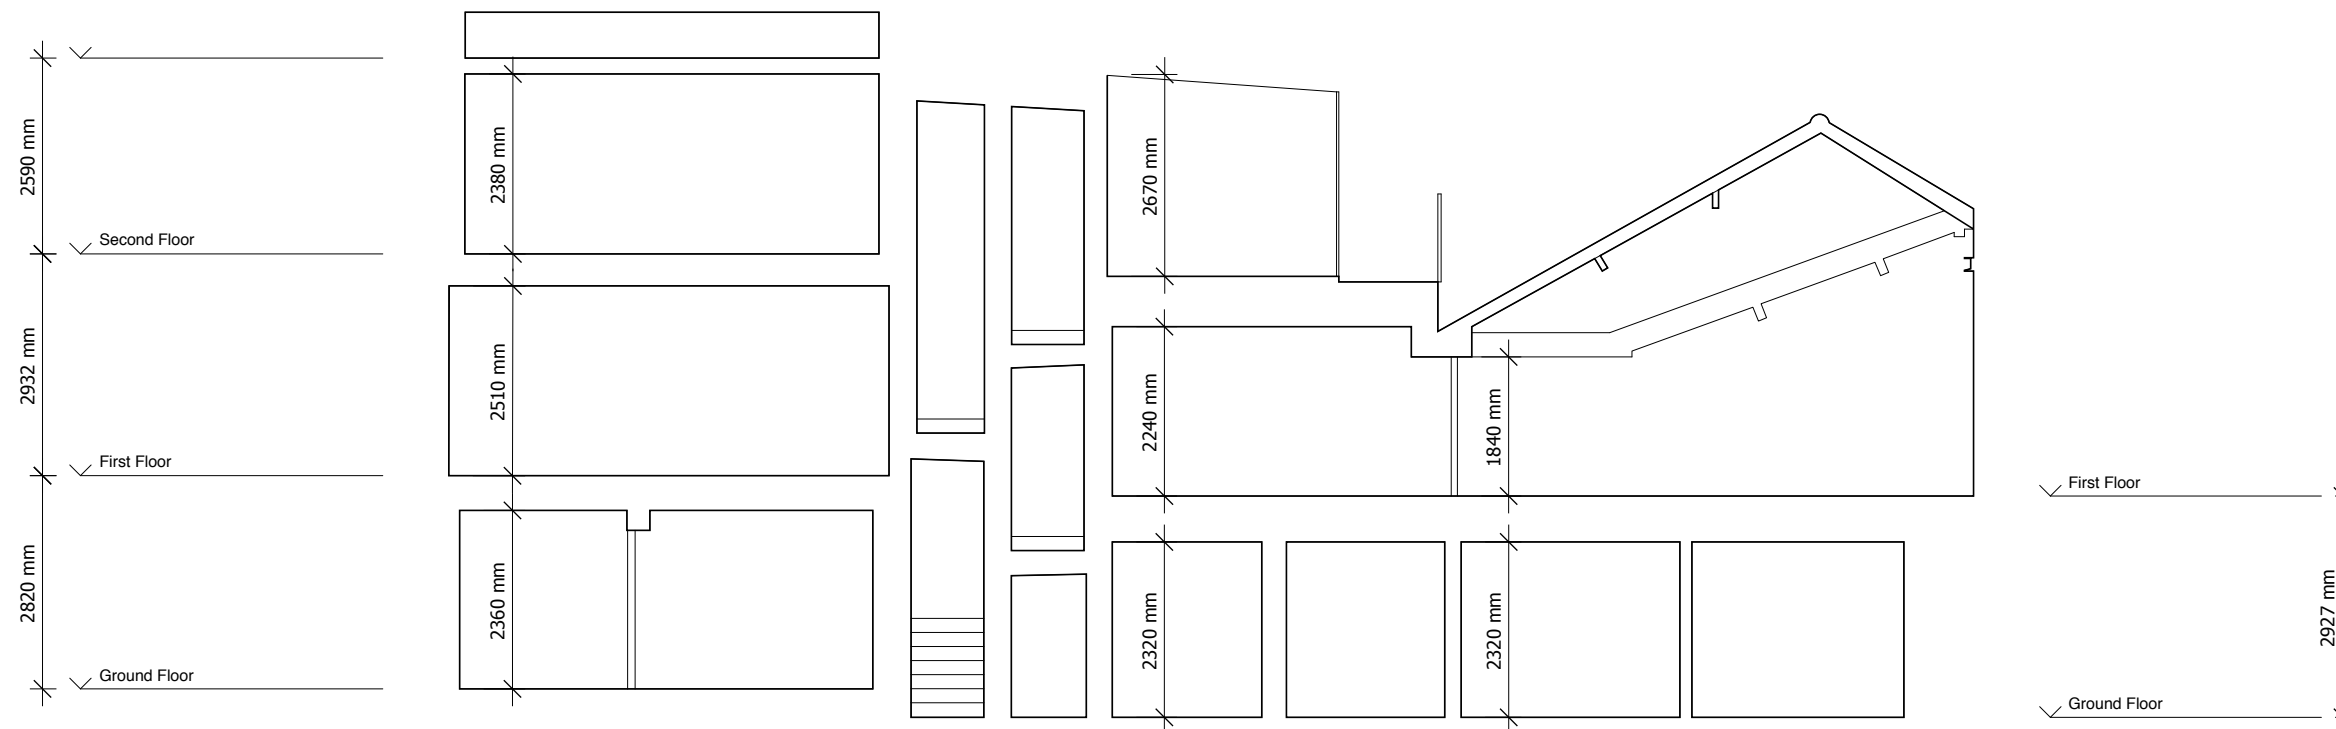 2590 mm
2380 mm
2670 mm
Second Floor
2932 mm
2510 mm
2240 mm
1840 mm
First Floor
First Floor
2820 mm
2360 mm
2320 mm
2320 mm
2927 mm
Ground Floor
Ground Floor